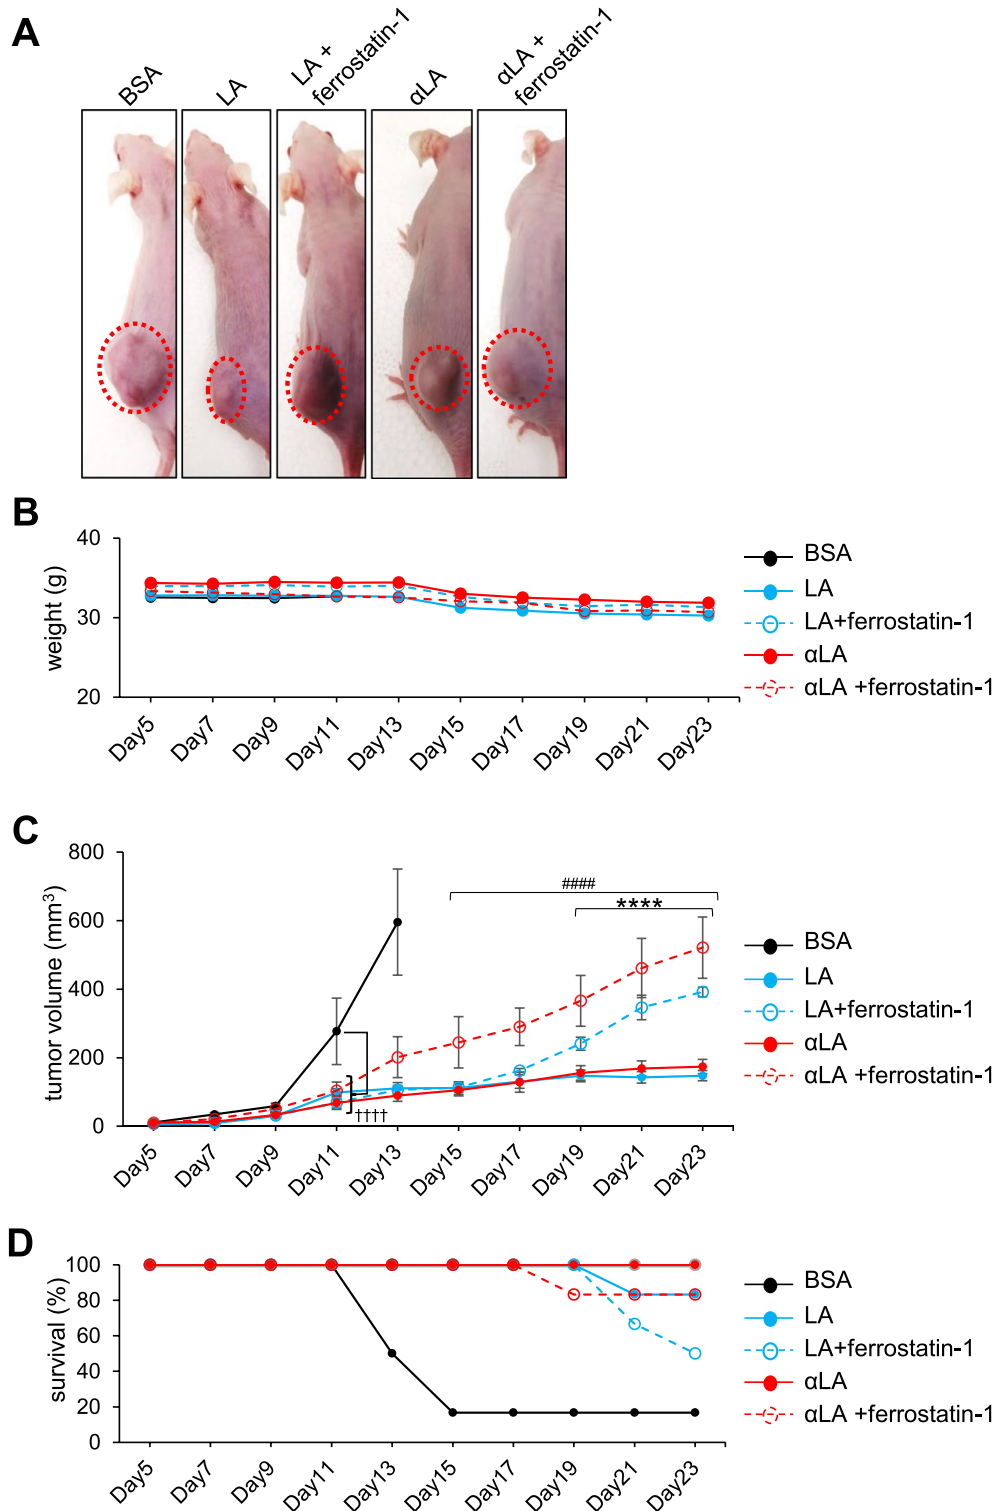 A
BSA
LA
LA +
ferrostatin-1
αLA
αLA +
ferrostatin-1
B
weight (g)
40
30
20
Day5
Day7
Day9
Day11
Day13
Day15
Day17
Day19
Day21
Day23
BSA
LA
LA+ferrostatin-1
αLA
αLA +ferrostatin-1
C
tumor volume (mm³)
800
600
400
200
0
####
****
††††
Day5
Day7
Day9
Day11
Day13
Day15
Day17
Day19
Day21
Day23
BSA
LA
LA+ferrostatin-1
αLA
αLA +ferrostatin-1
D
survival (%)
100
80
60
40
20
0
Day5
Day7
Day9
Day11
Day13
Day15
Day17
Day19
Day21
Day23
BSA
LA
LA+ferrostatin-1
αLA
αLA +ferrostatin-1